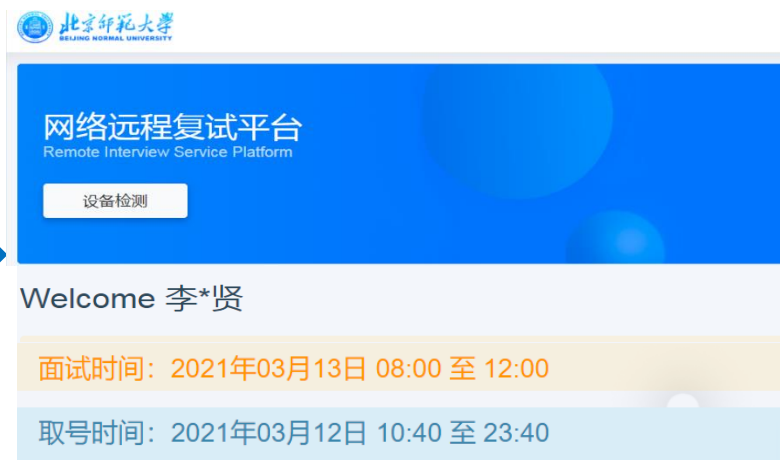 北京师范大学
BEIJING NORMAL UNIVERSITY
网络远程复试平台
Remote Interview Service Platform
设备检测
Welcome 李*贤
面试时间：2021年03月13日 08:00 至 12:00
取号时间：2021年03月12日 10:40 至 23:40